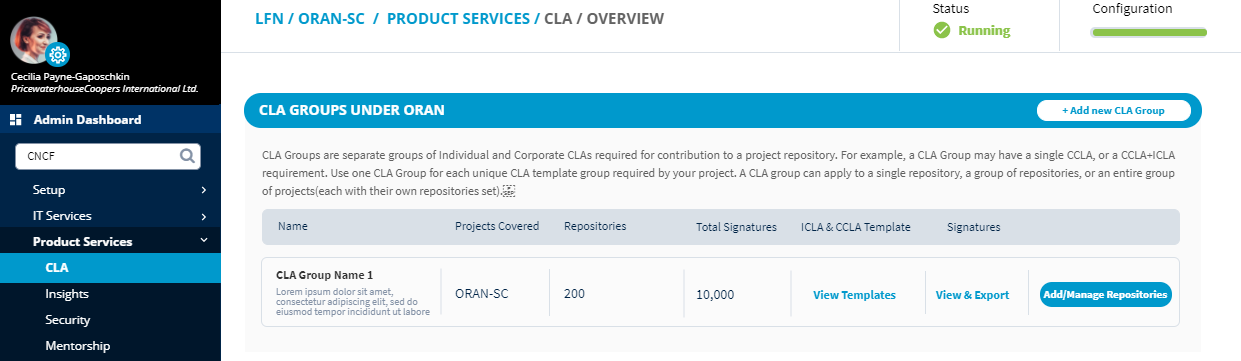 LFN / ORAN-SC / PRODUCT SERVICES / CLA / OVERVIEW
Status
Running
Configuration
Cecilia Payne-Gaposchkin
PricewaterhouseCoopers International Ltd.
Admin Dashboard
CNCF
Setup
IT Services
Product Services
CLA
Insights
Security
Mentorship
CLA GROUPS UNDER ORAN
+ Add new CLA Group
CLA Groups are separate groups of Individual and Corporate CLAs required for contribution to a project repository. For example, a CLA Group may have a single CCLA, or a CCLA+ICLA
requirement. Use one CLA Group for each unique CLA template group required by your project. A CLA group can apply to a single repository, a group of repositories, or an entire group
of projects(each with their own repositories set).
Name Projects Covered Repositories Total Signatures ICLA & CCLA Template Signatures
CLA Group Name 1
Lorem ipsum dolor sit amet,
consectetur adipiscing elit, sed do
eiusmod tempor incididunt ut labore
ORAN-SC 200 10,000 View Templates View & Export Add/Manage Repositories